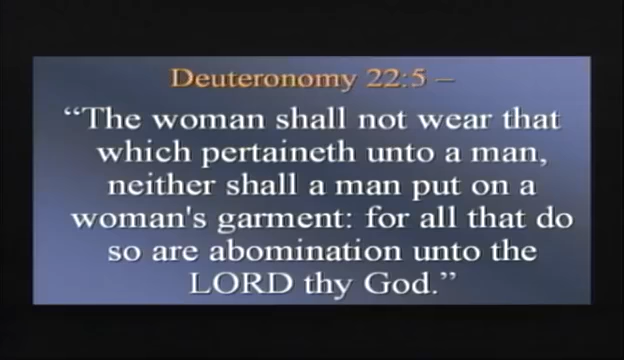 Deuteronomy 22:5 –
“The woman shall not wear that
which pertaineth unto a man,
neither shall a man put on a
woman's garment: for all that do
so are abomination unto the
LORD thy God.”